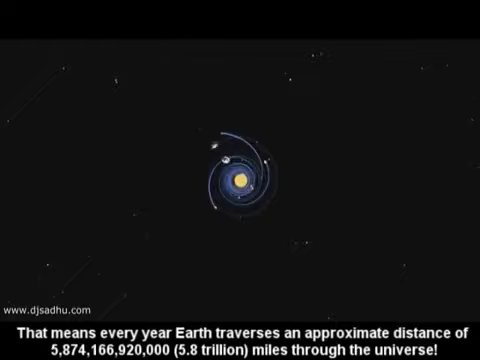 www.djsadhu.com
That means every year Earth traverses an approximate distance of
5,874,166,920,000 (5.8 trillion) miles through the universe!